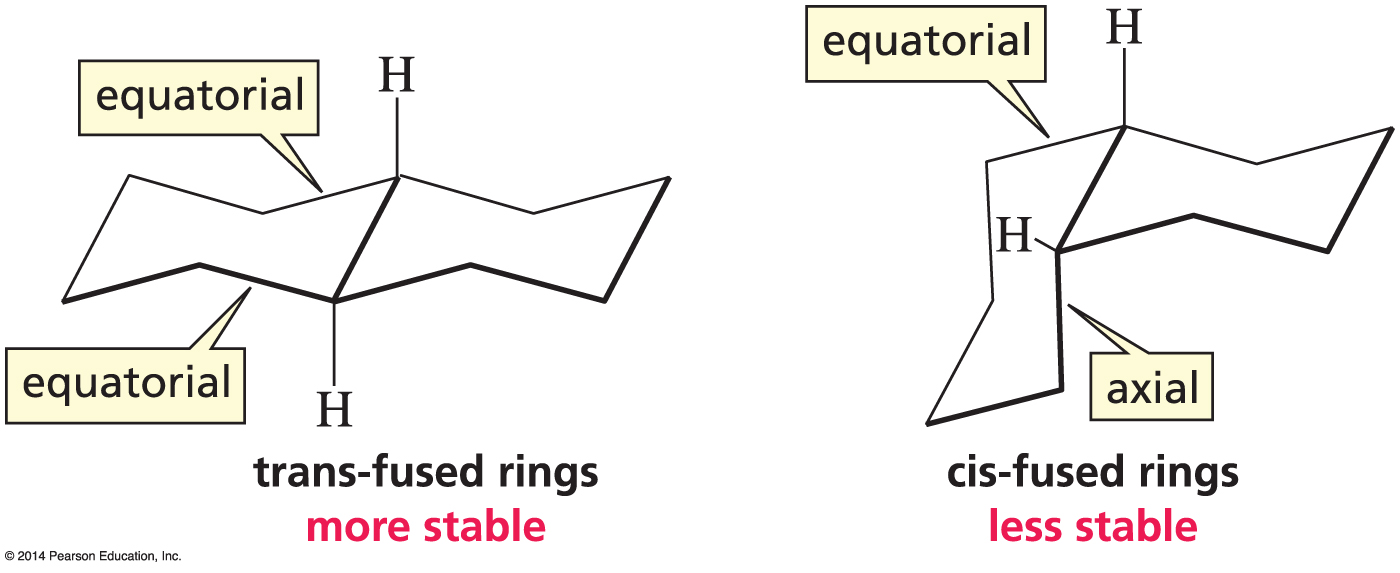 equatorial
H
equatorial
H
trans-fused rings
more stable
equatorial
H
H
axial
cis-fused rings
less stable
© 2014 Pearson Education, Inc.